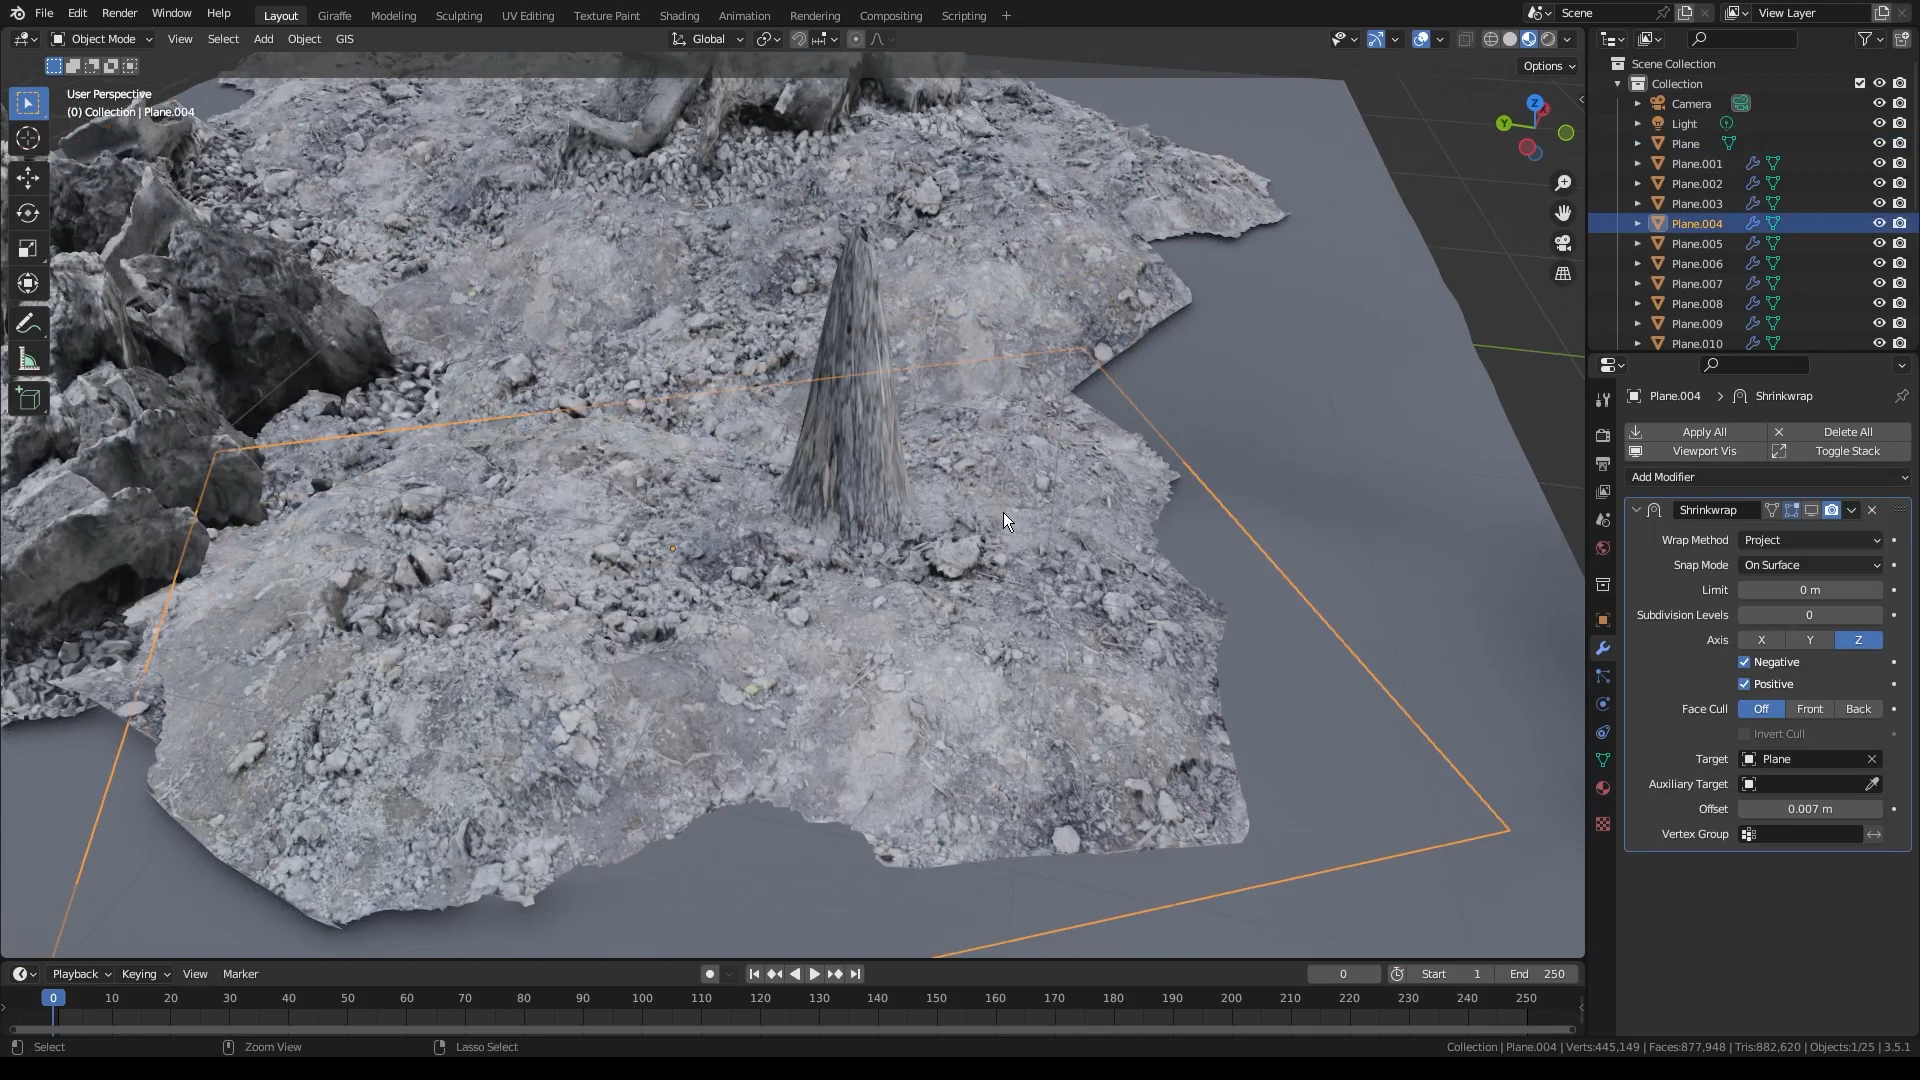 File Edit Render Window Help
Layout Giraffe Modeling Sculpting UV Editing Texture Paint Shading Animation Rendering Compositing Scripting +
Scene
View Layer
Object Mode View Select Add Object GIS
Global
Options
User Perspective
(0) Collection | Plane.004
Z
Y
Scene Collection
Collection
Camera
Light
Plane
Plane.001
Plane.002
Plane.003
Plane.004
Plane.005
Plane.006
Plane.007
Plane.008
Plane.009
Plane.010
Plane.004 > Shrinkwrap
Apply All Delete All
Viewport Vis Toggle Stack
Add Modifier
Shrinkwrap
Wrap Method Project
Snap Mode On Surface
Limit 0 m
Subdivision Levels 0
Axis X Y Z
Negative
Positive
Face Cull Off Front Back
Invert Cull
Target Plane
Auxiliary Target
Offset 0.007 m
Vertex Group
Playback Keying View Marker
0 Start 1 End 250
0 10 20 30 40 50 60 70 80 90 100 110 120 130 140 150 160 170 180 190 200 210 220 230 240 250
Select Zoom View Lasso Select
Collection | Plane.004 | Verts:445,149 | Faces:877,948 | Tris:882,620 | Objects:1/25 | 3.5.1